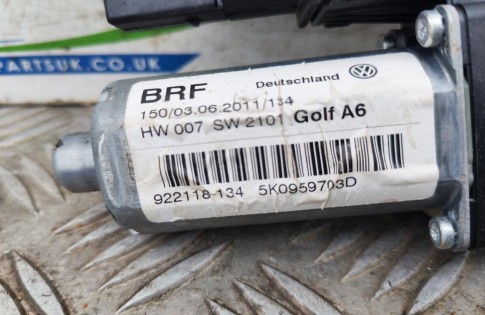 PARTSUK.CO.UK
BRF Deutschland
150/03.06.2011/134
HW 007 SW 2101 Golf A6
922118-134 5K0959703D